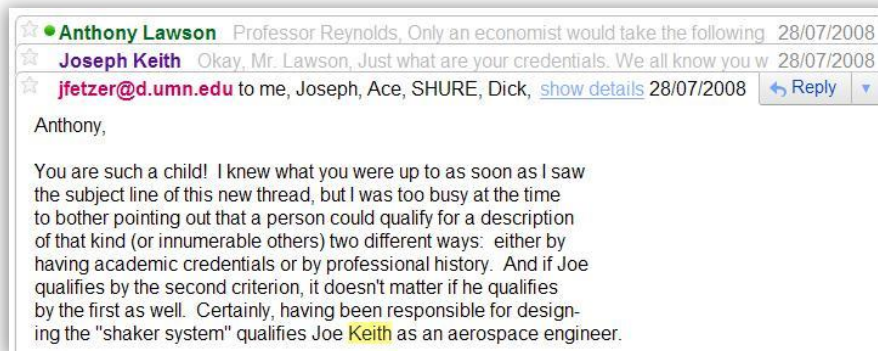 Anthony Lawson Professor Reynolds, Only an economist would take the following 28/07/2008
Joseph Keith Okay, Mr. Lawson, Just what are your credentials. We all know you w 28/07/2008
jfetzer@d.umn.edu to me, Joseph, Ace, SHURE, Dick, show details 28/07/2008 Reply
Anthony,
You are such a child! I knew what you were up to as soon as I saw
the subject line of this new thread, but I was too busy at the time
to bother pointing out that a person could qualify for a description
of that kind (or innumerable others) two different ways: either by
having academic credentials or by professional history. And if Joe
qualifies by the second criterion, it doesn't matter if he qualifies
by the first as well. Certainly, having been responsible for design-
ing the "shaker system" qualifies Joe Keith as an aerospace engineer.